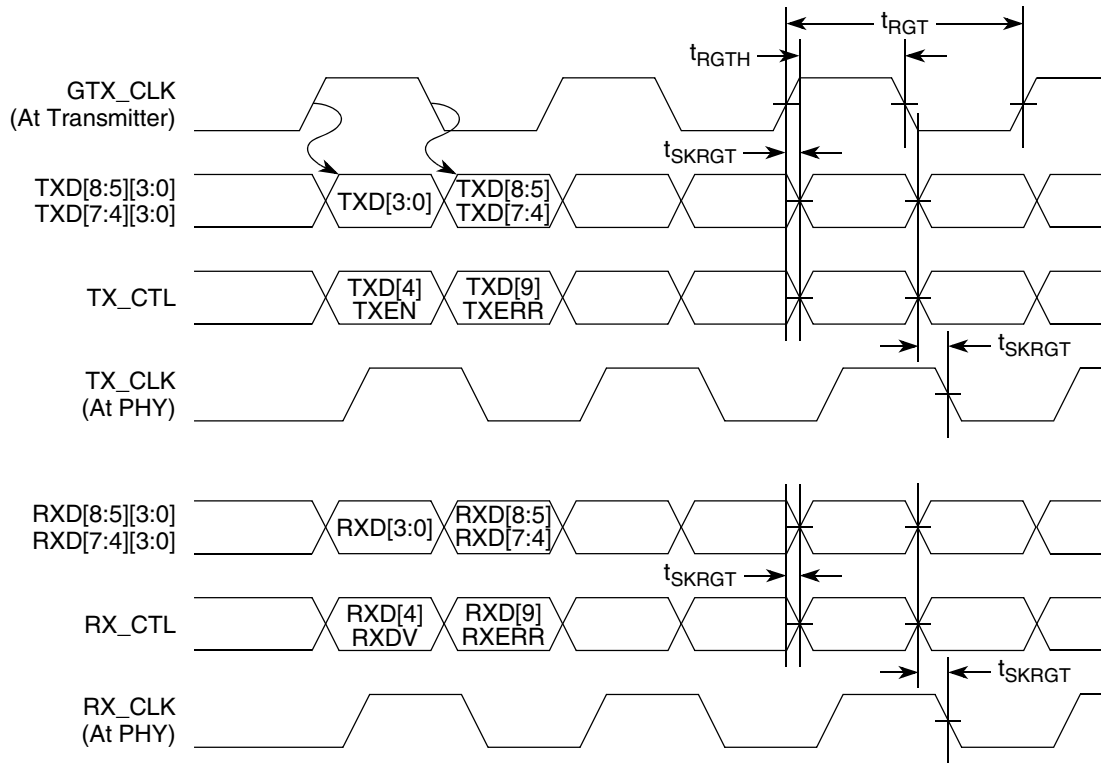 tRGT
tRGTH
GTX_CLK
(At Transmitter)
tSKRGT
TXD[8:5][3:0]
TXD[7:4][3:0]
TXD[3:0]
TXD[8:5]
TXD[7:4]
TX_CTL
TXD[4]
TXEN
TXD[9]
TXERR
tSKRGT
TX_CLK
(At PHY)
RXD[8:5][3:0]
RXD[7:4][3:0]
RXD[3:0]
RXD[8:5]
RXD[7:4]
tSKRGT
RX_CTL
RXD[4]
RXDV
RXD[9]
RXERR
tSKRGT
RX_CLK
(At PHY)